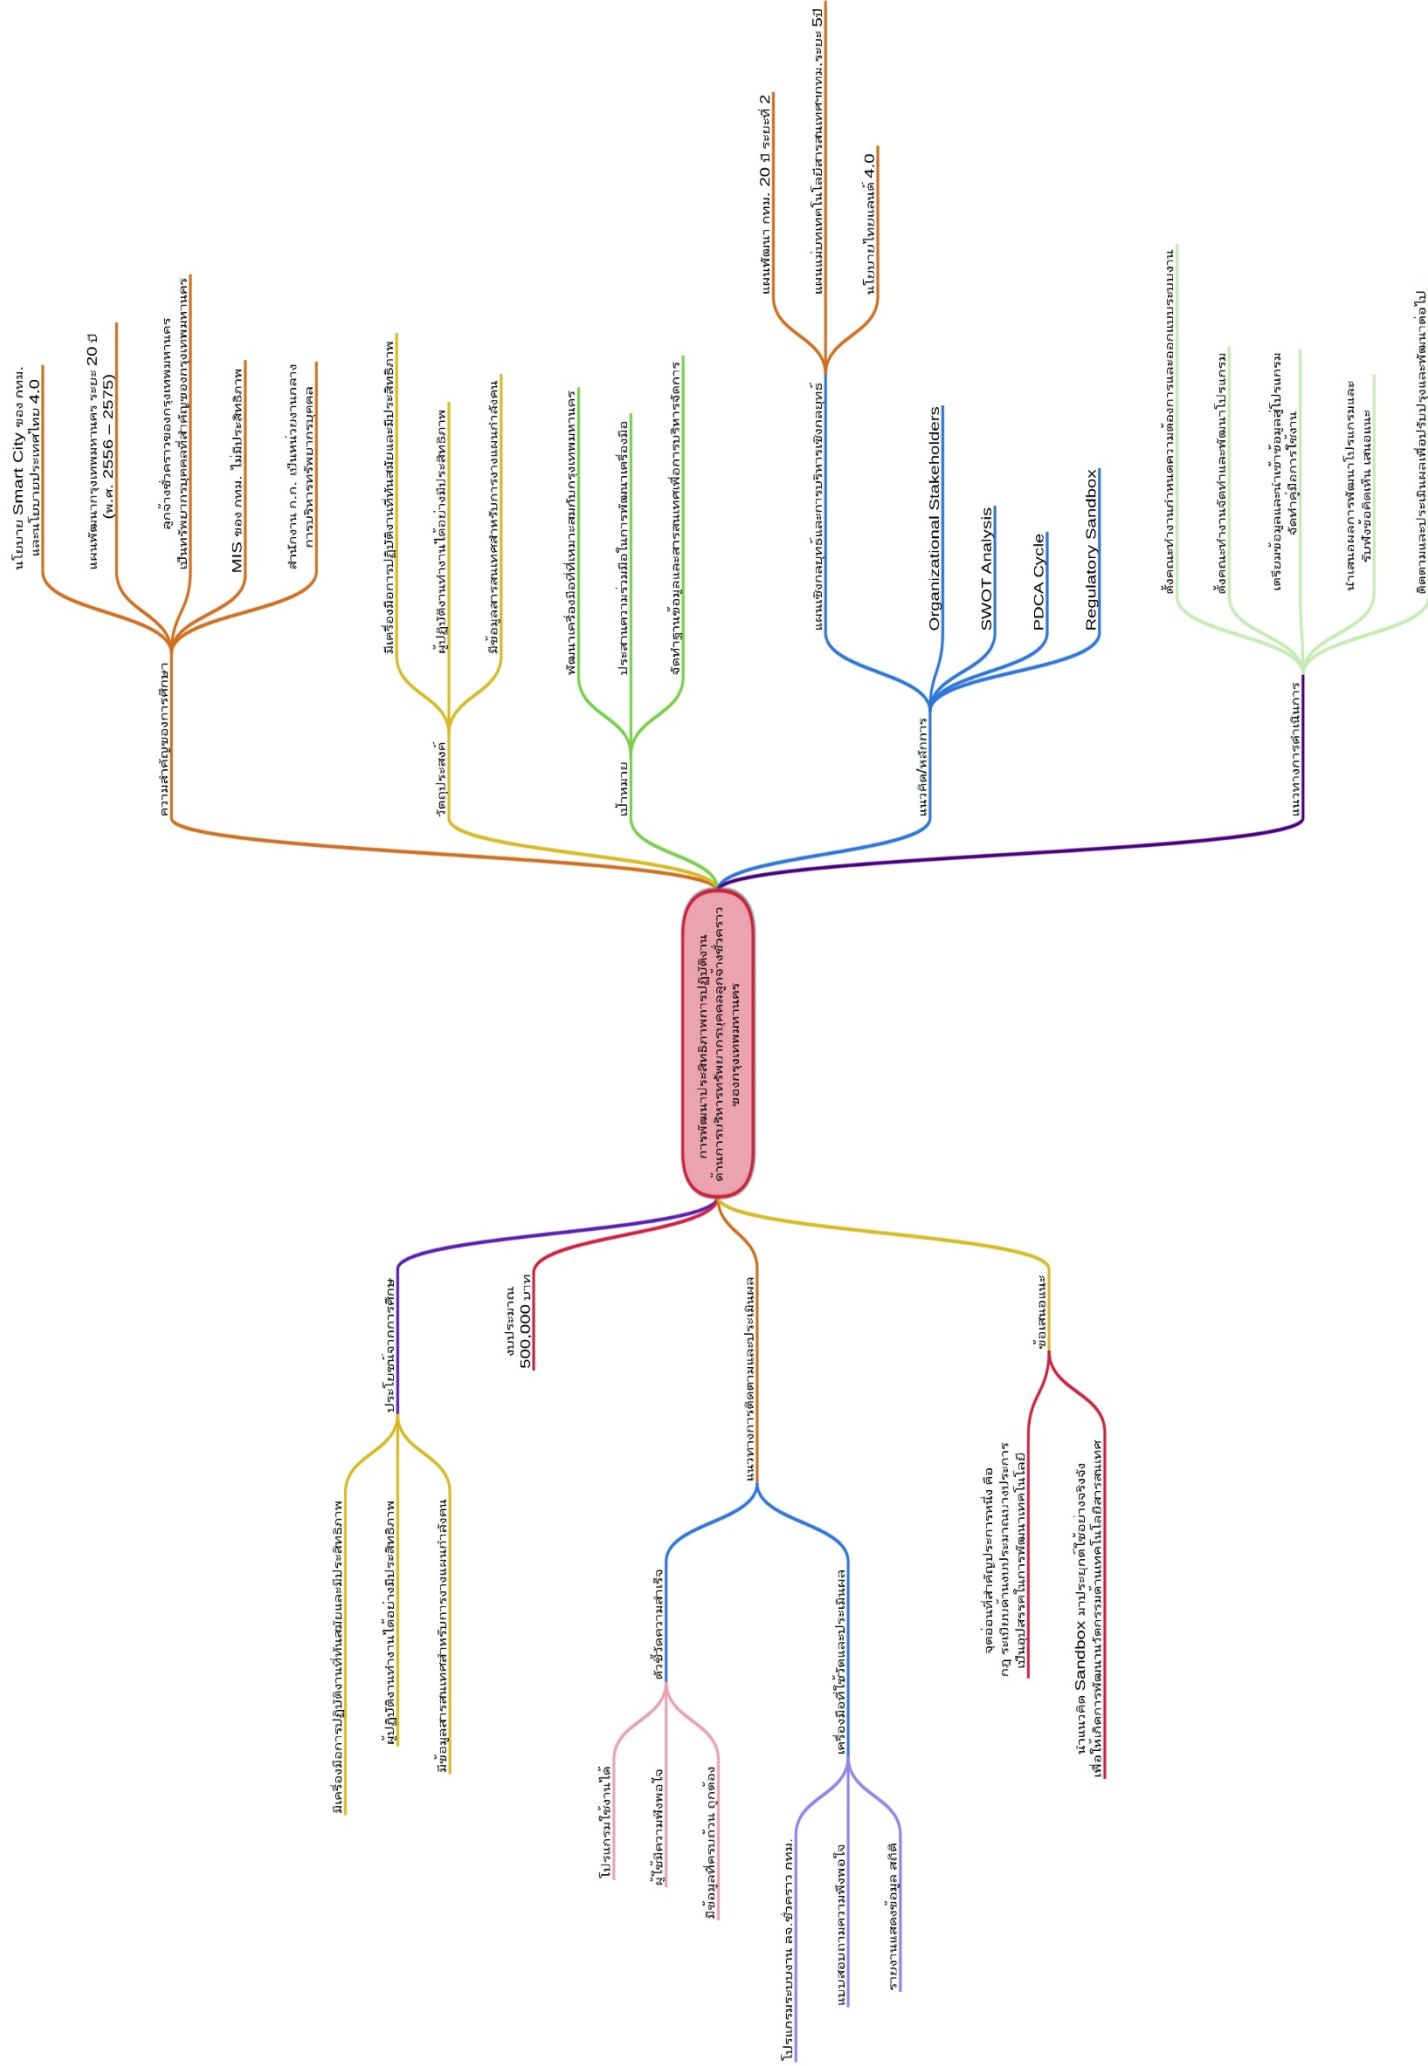 การพัฒนาประสิทธิภาพการปฏิบัติงาน
ด้านการบริหารทรัพยากรบุคคลลูกจ้างชั่วคราว
ของกรุงเทพมหานคร
ความสำคัญของการศึกษา
นโยบาย Smart City ของ กทม.
และนโยบายประเทศไทย 4.0
แผนพัฒนากรุงเทพมหานคร ระยะ 20 ปี
(พ.ศ. 2556 – 2575)
ลูกจ้างชั่วคราวของกรุงเทพมหานคร
เป็นทรัพยาการบุคคลที่สำคัญของกรุงเทพมหานคร
MIS ของ กทม. ไม่มีประสิทธิภาพ
สำนักงาน ก.ก. เป็นหน่วยงานกลาง
การบริหารทรัพยากรบุคคล
วัตถุประสงค์
มีเครื่องมือการปฏิบัติงานที่ทันสมัยและมีประสิทธิภาพ
ผู้ปฏิบัติงานทำงานได้อย่างมีประสิทธิภาพ
มีข้อมูลสารสนเทศสำหรับการงางแผนกำลังคน
เป้าหมาย
พัฒนาเครื่องมือที่ที่เหมาะสมกับกรุงเทพมหานคร
ประสานความร่วมมือในการพัฒนาเครื่องมือ
จัดทำฐานข้อมูลและสารสนเทศเพื่อการบริหารจัดการ
แนวคิด/หลักการ
แผนเชิงกลยุทธ์และการบริหารเชิงกลยุทธ์
แผนพัฒนา กทม. 20 ปี ระยะที่ 2
แผนแม่บทเทคโนโลยีสารสนเทศฯกทม.ระยะ 5ปี
นโยบายไทยแลนด์ 4.0
Organizational Stakeholders
SWOT Analysis
PDCA Cycle
Regulatory Sandbox
แนวทางการดำเนินการ
ตั้งคณะทำงานกำหนดความต้องการและออกแบบระบบงาน
ตั้งคณะทำงานจัดทำและพัฒนาโปรแกรม
เตรียมข้อมูลและนำเข้าข้อมูลสู่โปรแกรม
จัดทำคู่มือการใช้งาน
นำเสนอผลการพัฒนาโปรแกรมและ
รับฟังข้อคิดเห็น เสนอแนะ
ติดตามและประเมินผลเพื่อปรับปรุงและพัฒนาต่อไป
ประโยชน์จากการศึกษ
มีเครื่องมือการปฏิบัติงานที่ทันสมัยและมีประสิทธิภาพ
ผู้ปฏิบัติงานทำงานได้อย่างมีประสิทธิภาพ
มีข้อมูลสารสนเทศสำหรับการงางแผนกำลังคน
งบประมาณ
500,000 บาท
แนวทางการติดตามและประเมินผล
ตัวชี้วัดความสำเร็จ
โปรแกรมใช้งานได้
ผู้ใช้มีความพึงพอใจ
มีข้อมูลที่ครบถ้วน ถูกต้อง
เครื่องมือที่ใช้วัดและประเมินผล
โปรแกรมระบบงาน ลจ.ชั่วคราว กทม.
แบบสอบถามความพึงพอใจ
รายงานแสดงข้อมูล สถิติ
ข้อเสนอแนะ
จุดอ่อนที่สำคัญประการหนึ่ง คือ
กฎ ระเบียบด้านงบประมาณบางประการ
เป็นอุปสรรคในการพัฒนาเทคโนโลยี
นำแนวคิด Sandbox มาประยุกต์ใช้อย่างจริงจัง
เพื่อให้เกิดการพัฒนานวัตกรรมด้านเทคโนโลยีสารสนเทศ